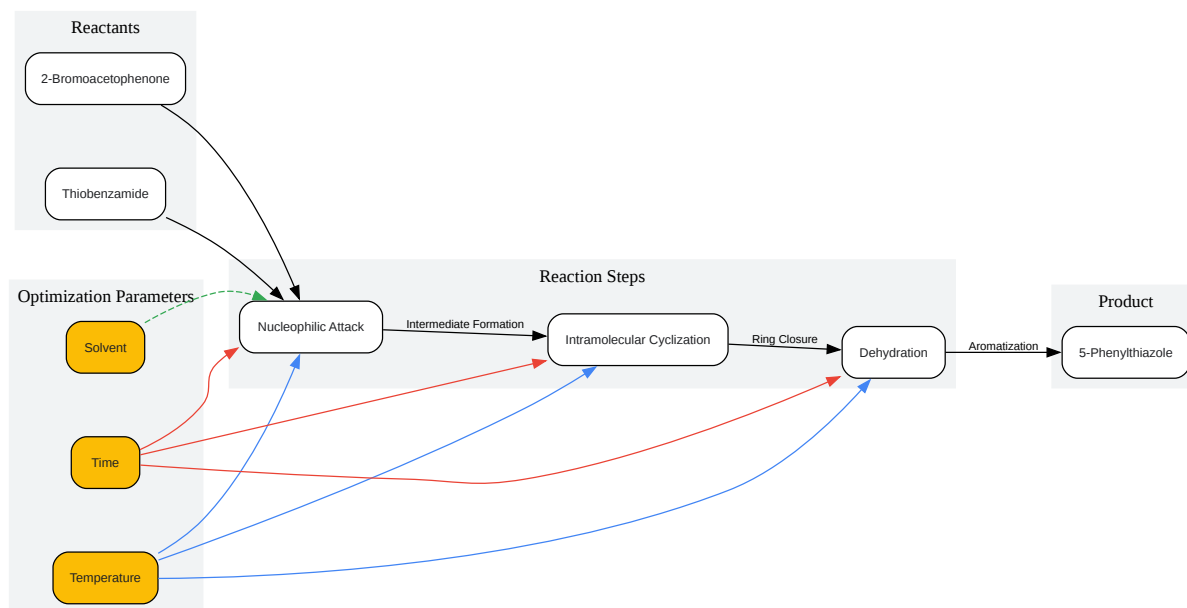 Reactants
2-Bromoacetophenone
Thiobenzamide
Optimization Parameters
Solvent
Time
Temperature
Reaction Steps
Nucleophilic Attack
Intermediate Formation
Intramolecular Cyclization
Ring Closure
Dehydration
Aromatization
Product
5-Phenylthiazole